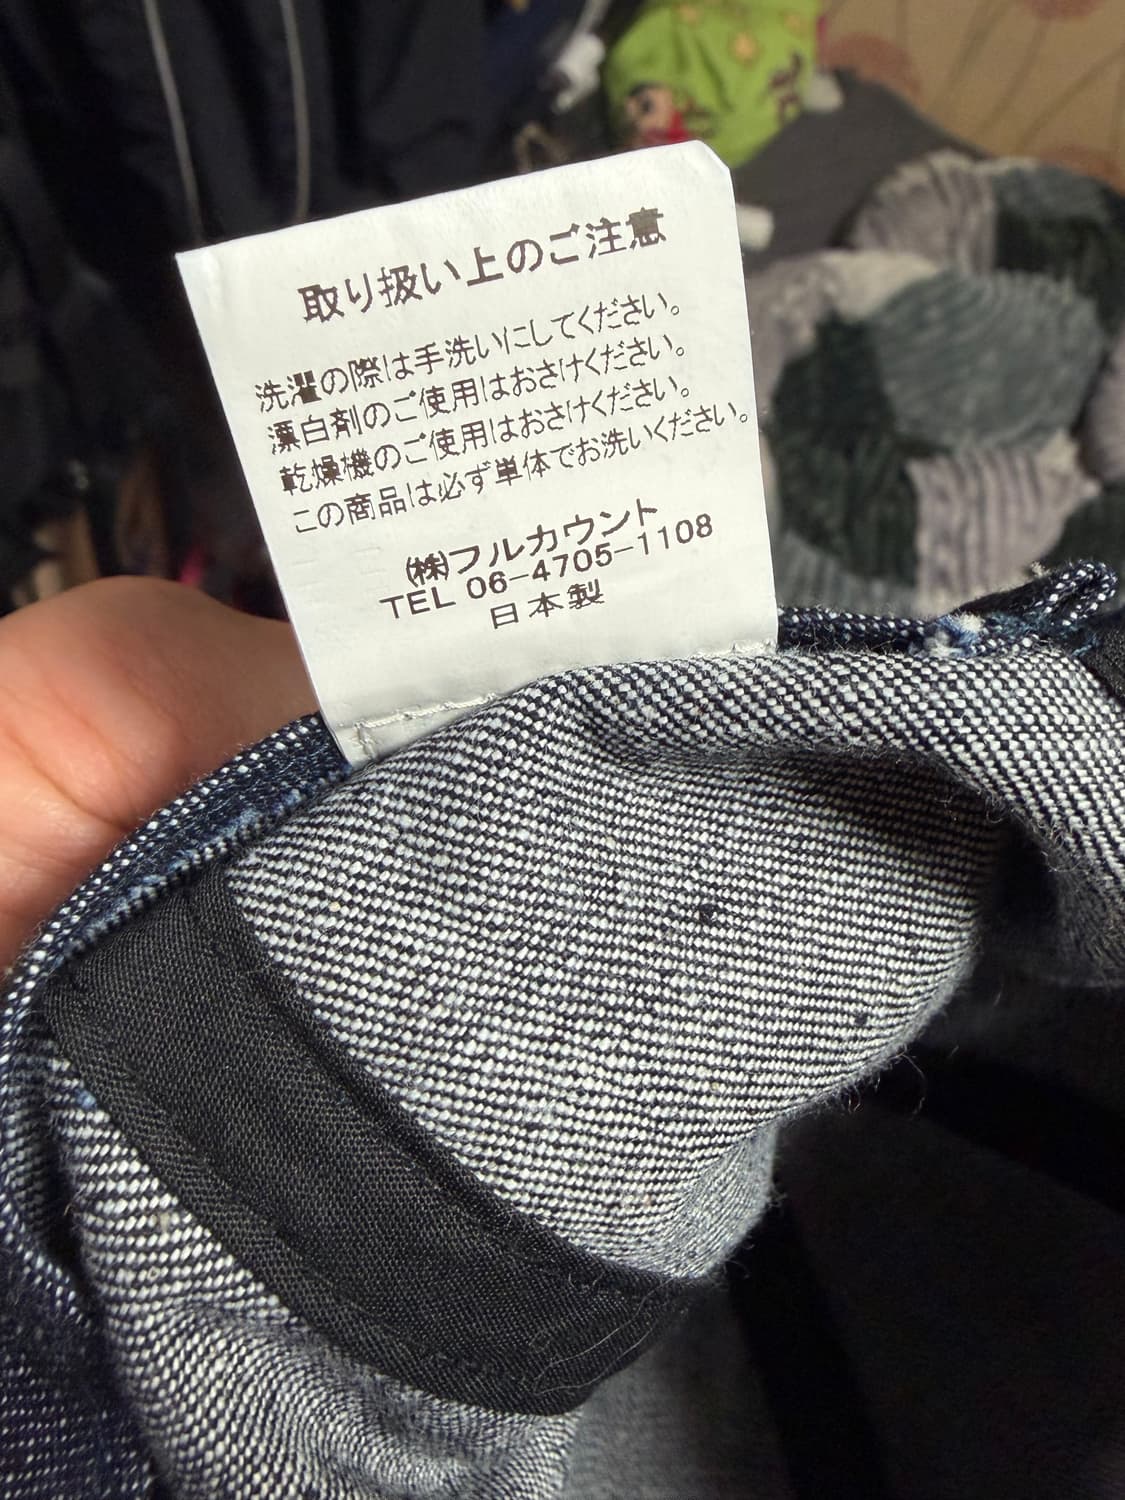 取り扱い上のご注意
洗濯の際は手洗いにしてください。
漂白剤のご使用はおさけください。
乾燥機のご使用はおさけください。
この商品は必ず単体でお洗いください。
㈱フルカウント
TEL 06-4705-1108
日本製